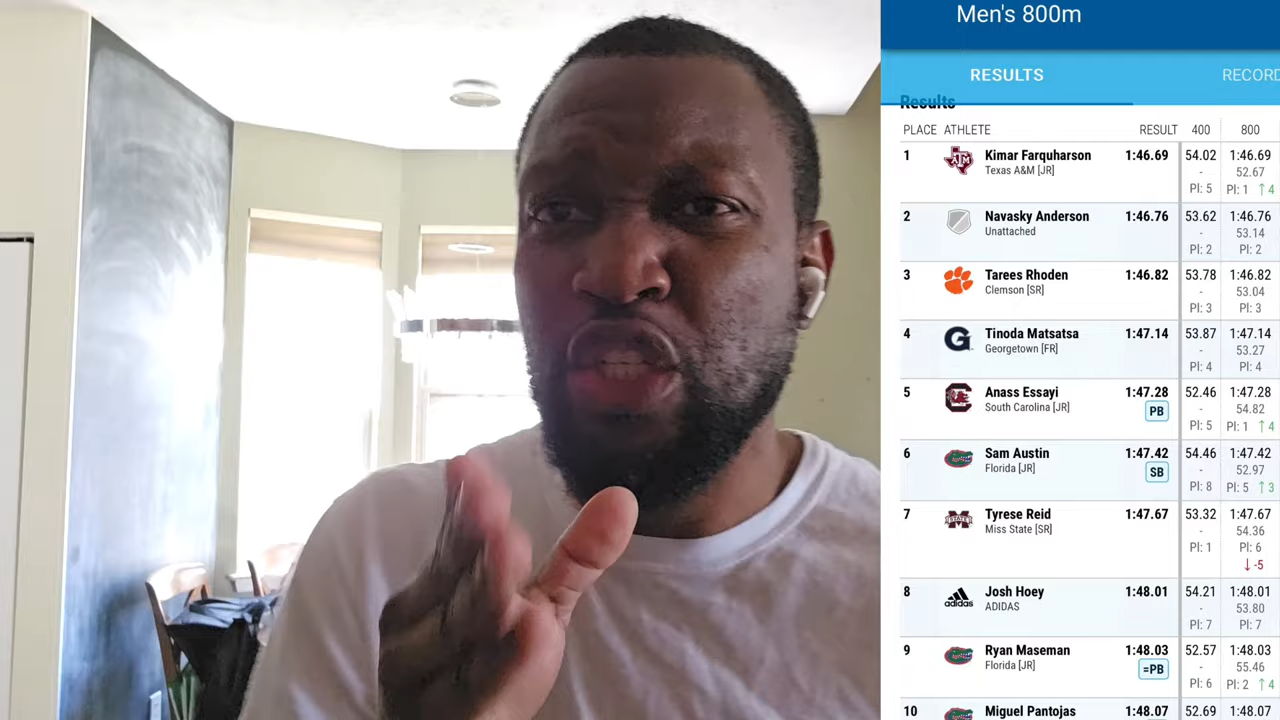 Men's 800m
RESULTS RECORD
Results
PLACE ATHLETE RESULT 400 800
1 Kimar Farquharson 1:46.69 54.02 1:46.69
Texas A&M [JR] - 52.67
Pl: 5 Pl: 1 ↑4
2 Navasky Anderson 1:46.76 53.62 1:46.76
Unattached - 53.14
Pl: 2 Pl: 2
3 Tarees Rhoden 1:46.82 53.78 1:46.82
Clemson [SR] - 53.04
Pl: 3 Pl: 3
4 G Tinoda Matsatsa 1:47.14 53.87 1:47.14
Georgetown [FR] - 53.27
Pl: 4 Pl: 4
5 Anass Essayi 1:47.28 52.46 1:47.28
South Carolina [JR] PB - 54.82
Pl: 5 Pl: 1 ↑4
6 Sam Austin 1:47.42 54.46 1:47.42
Florida [JR] SB - 52.97
Pl: 8 Pl: 5 ↑3
7 STATE Tyrese Reid 1:47.67 53.32 1:47.67
Miss State [SR] - 54.36
Pl: 1 Pl: 6
↓-5
8 Josh Hoey 1:48.01 54.21 1:48.01
adidas ADIDAS - 53.80
Pl: 7 Pl: 7
9 Ryan Maseman 1:48.03 52.57 1:48.03
Florida [JR] =PB - 55.46
Pl: 6 Pl: 2 ↑4
10 Miguel Pantojas 1:48.07 52.69 1:48.07